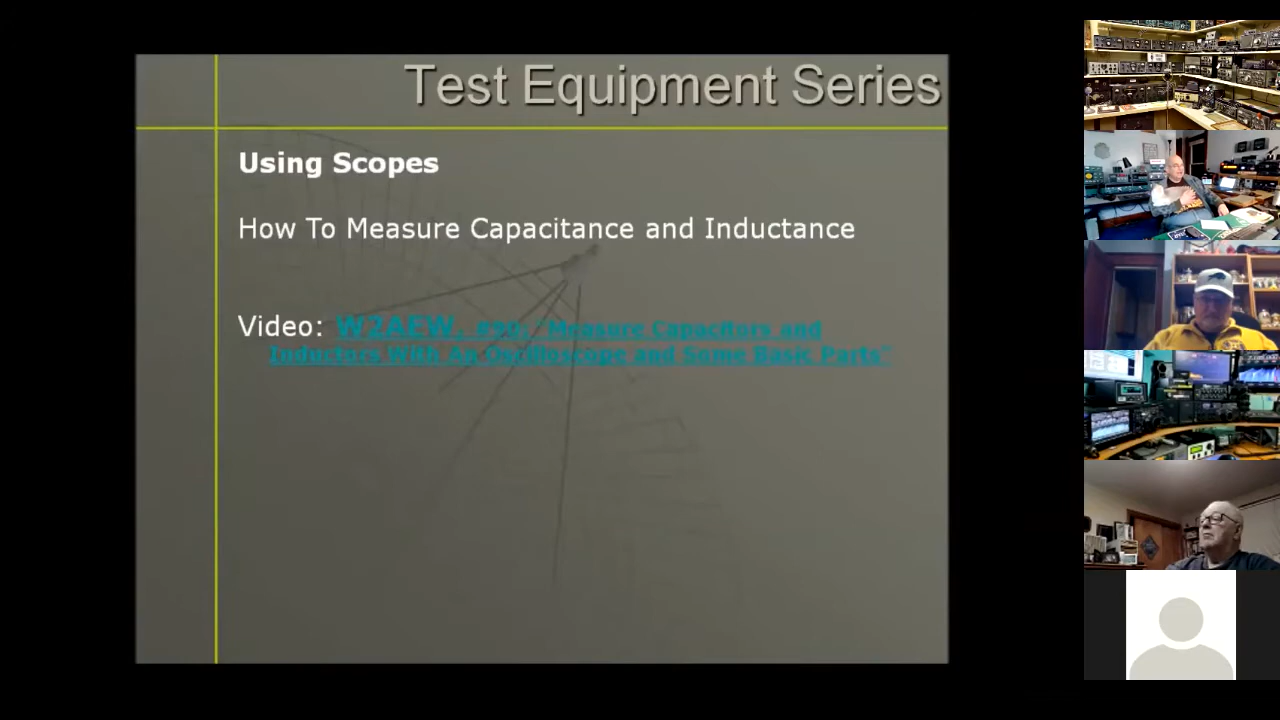 Test Equipment Series
Using Scopes
How To Measure Capacitance and Inductance
Video: W2AEW, #90: "Measure Capacitors and
Inductors With An Oscilloscope and Some Basic Parts"